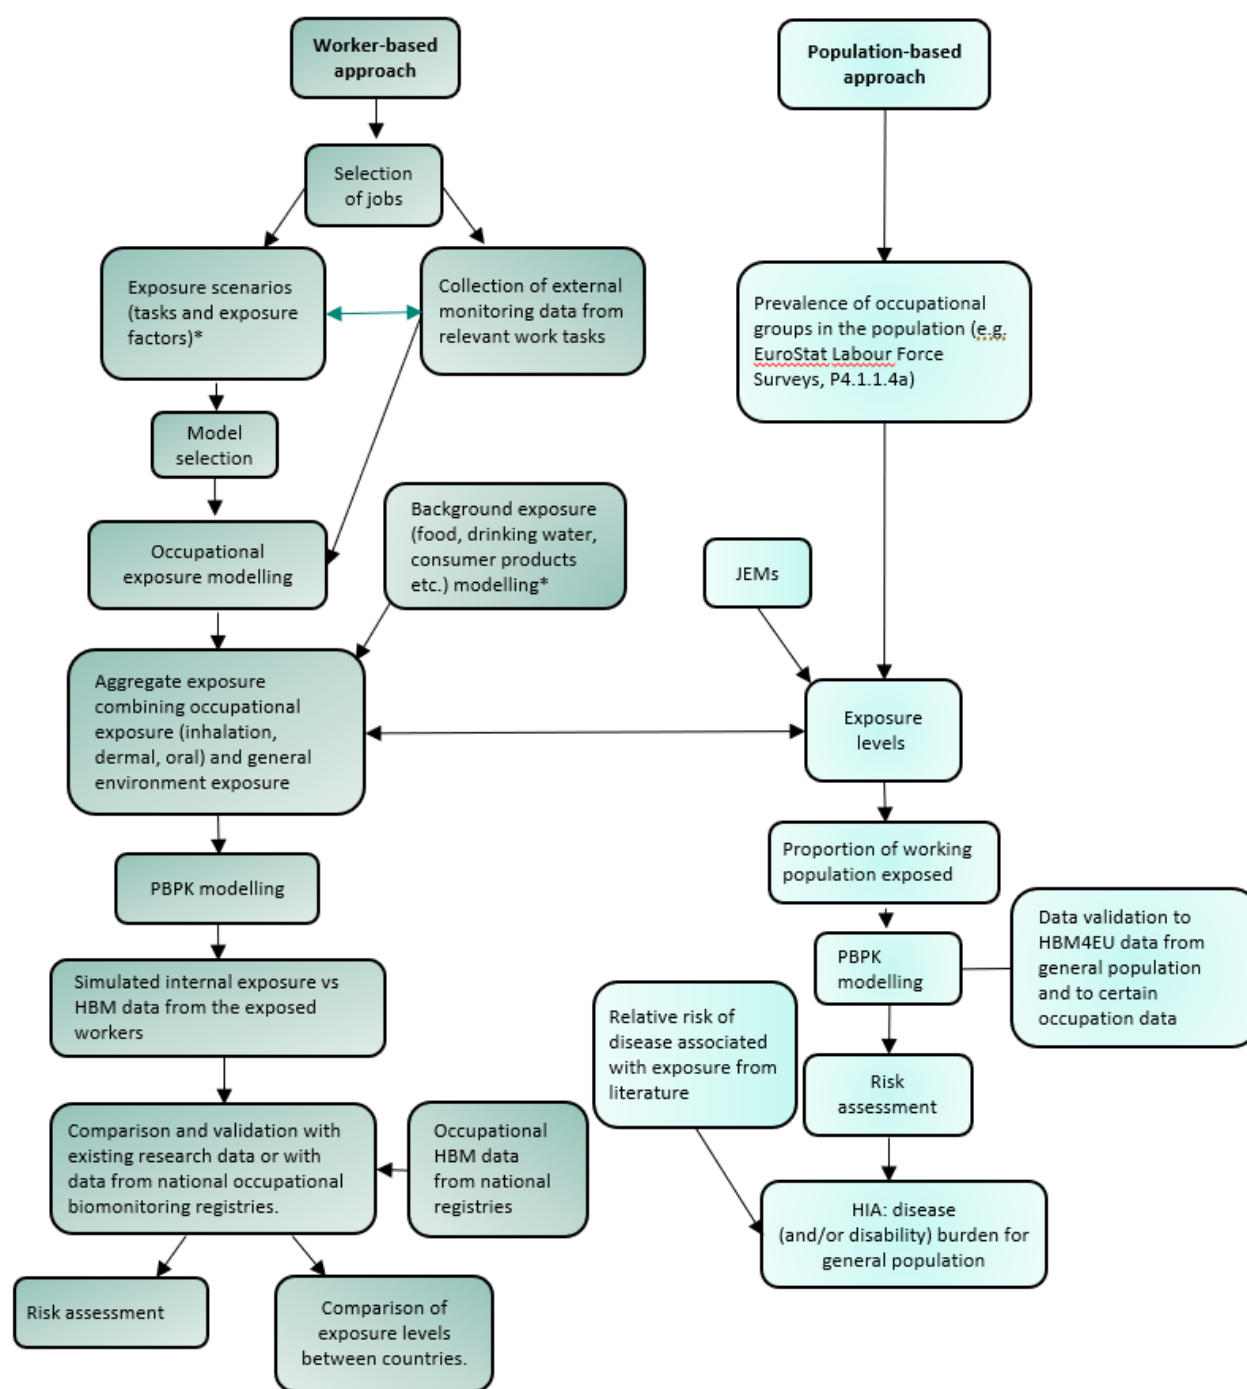 Worker-based
approach
Selection
of jobs
Exposure scenarios
(tasks and exposure
factors)*
Collection of external
monitoring data from
relevant work tasks
Model
selection
Occupational
exposure modelling
Background exposure
(food, drinking water,
consumer products
etc.) modelling*
Aggregate exposure
combining occupational
exposure (inhalation,
dermal, oral) and general
environment exposure
PBPK modelling
Simulated internal exposure vs
HBM data from the exposed
workers
Comparison and validation with
existing research data or with
data from national occupational
biomonitoring registries.
Occupational
HBM data
from national
registries
Risk assessment
Comparison of
exposure levels
between countries.
Population-based
approach
Prevalence of occupational
groups in the population (e.g.
EuroStat Labour Force
Surveys, P4.1.1.4a)
JEMs
Exposure
levels
Proportion of working
population exposed
PBPK
modelling
Data validation to
HBM4EU data from
general population
and to certain
occupation data
Relative risk of
disease associated
with exposure from
literature
Risk
assessment
HIA: disease
(and/or disability) burden for
general population